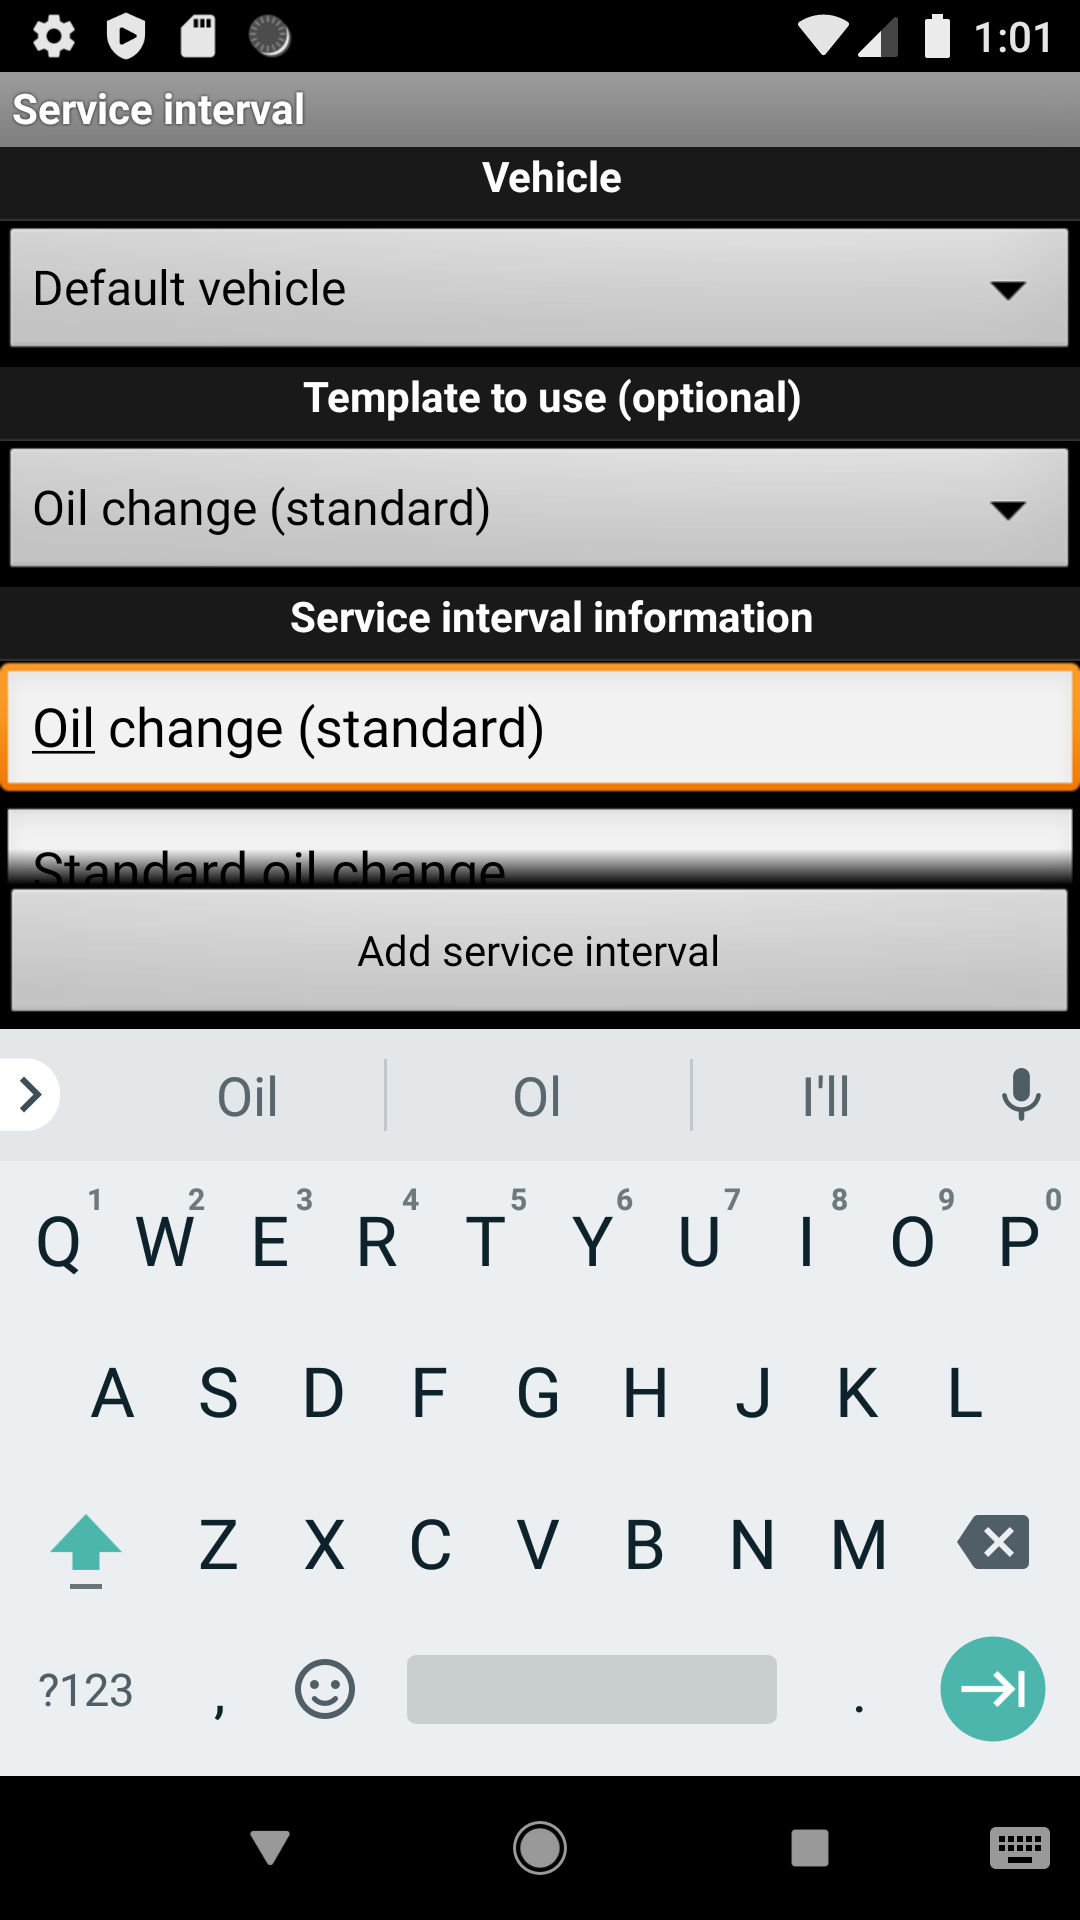 1:01
Service interval
Vehicle
Default vehicle
Template to use (optional)
Oil change (standard)
Service interval information
Oil change (standard)
Standard oil change
Add service interval
Oil Ol I'll
1 2 3 4 5 6 7 8 9 0
Q W E R T Y U I O P
A S D F G H J K L
Z X C V B N M
?123 , .